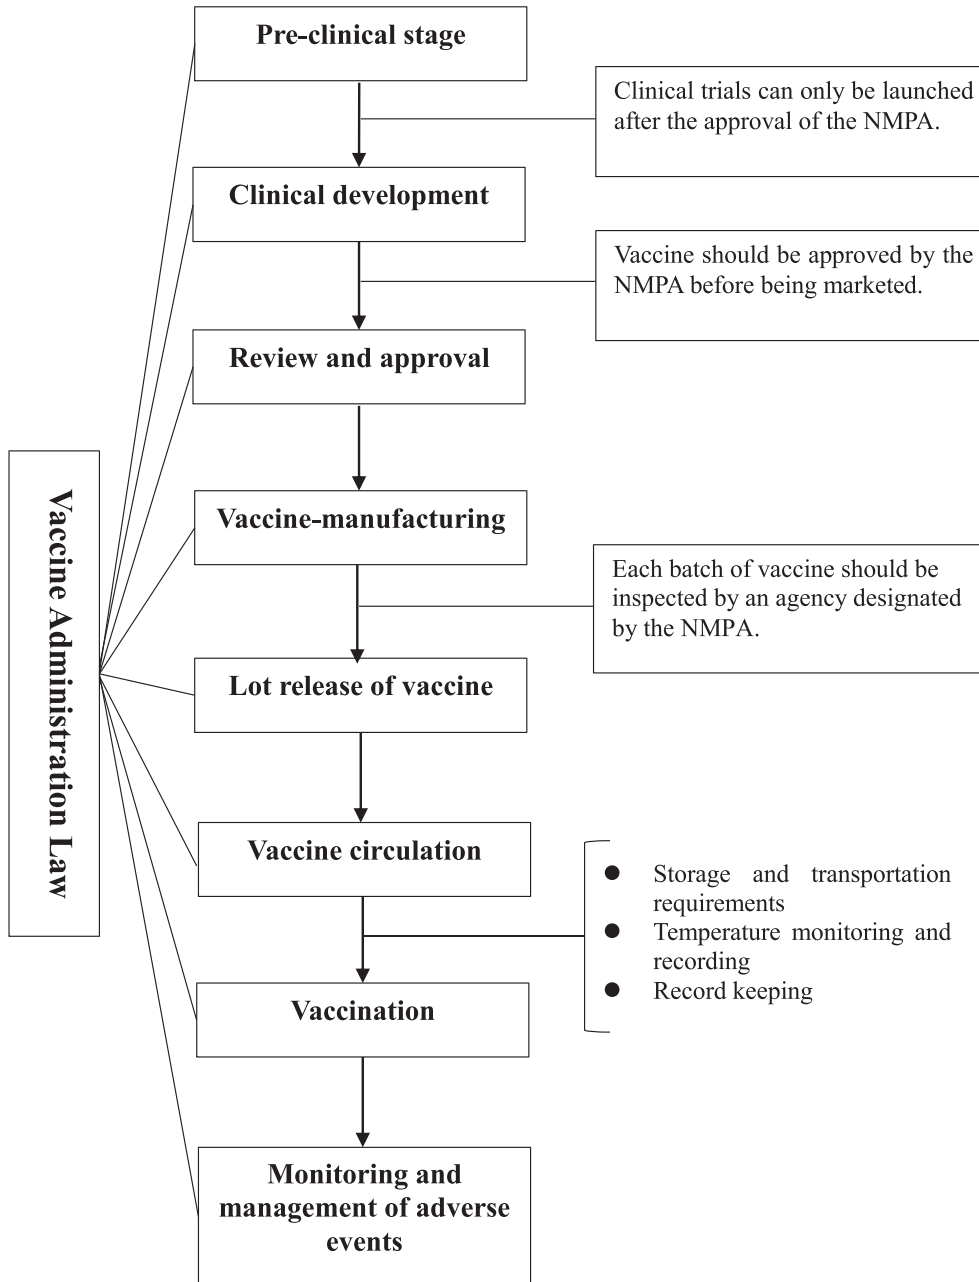 Pre-clinical stage
Clinical trials can only be launched
after the approval of the NMPA.
Clinical development
Vaccine should be approved by the
NMPA before being marketed.
Review and approval
Vaccine Administration Law
Vaccine-manufacturing
Each batch of vaccine should be
inspected by an agency designated
by the NMPA.
Lot release of vaccine
Vaccine circulation
● Storage and transportation
requirements
● Temperature monitoring and
recording
● Record keeping
Vaccination
Monitoring and
management of adverse
events